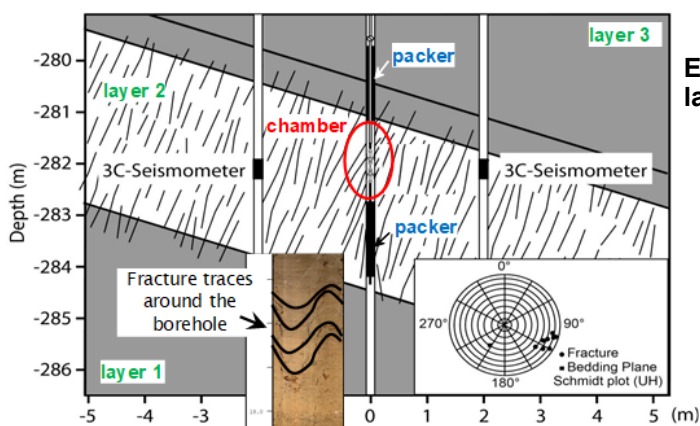 layer 3
E
la
packer
layer 2
chamber
3C-Seismometer
3C-Seismometer
packer
Fracture traces
around the
borehole
layer 1
Depth (m)
-280
-281
-282
-283
-284
-285
-286
0°
270°
90°
180°
Fracture
Bedding Plane
Schmidt plot (UH)
-5
-4
-3
0
1
2
3
4
5
(m)